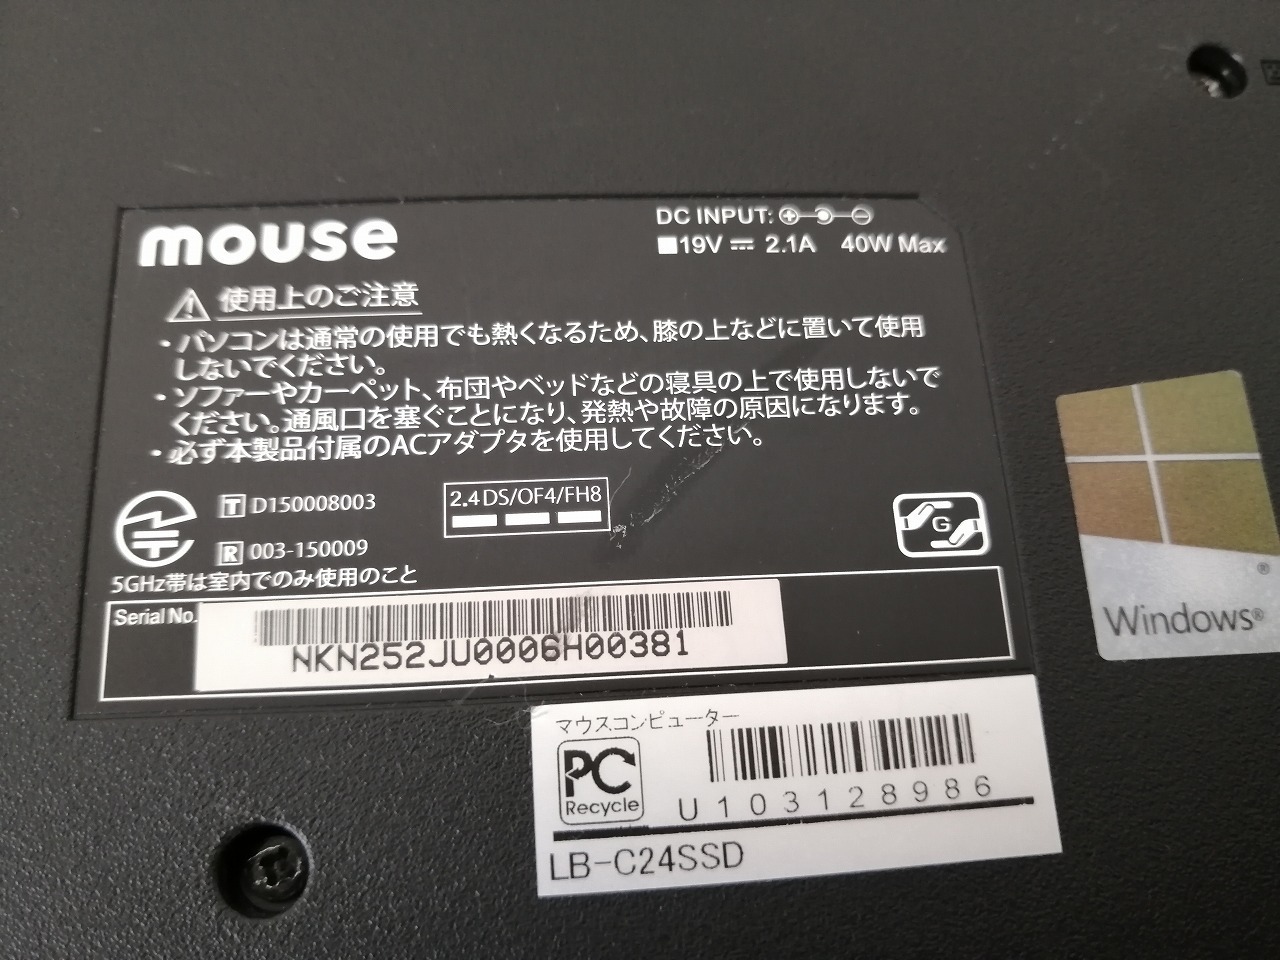 mouse
DC INPUT:
19V 2.1A 40W Max
使用上のご注意
・パソコンは通常の使用でも熱くなるため、膝の上などに置いて使用
しないでください。
・ソファーやカーペット、布団やベッドなどの寝具の上で使用しないで
ください。通風口を塞ぐことになり、発熱や故障の原因になります。
・必ず本製品付属のACアダプタを使用してください。
T D150008003
R 003-150009
2.4DS/OF4/FH8
G
5GHz帯は室内でのみ使用のこと
Serial No.
NKN252JU0006H00381
Windows®
マウスコンピューター
PC
Recycle
U103128986
LB-C24SSD